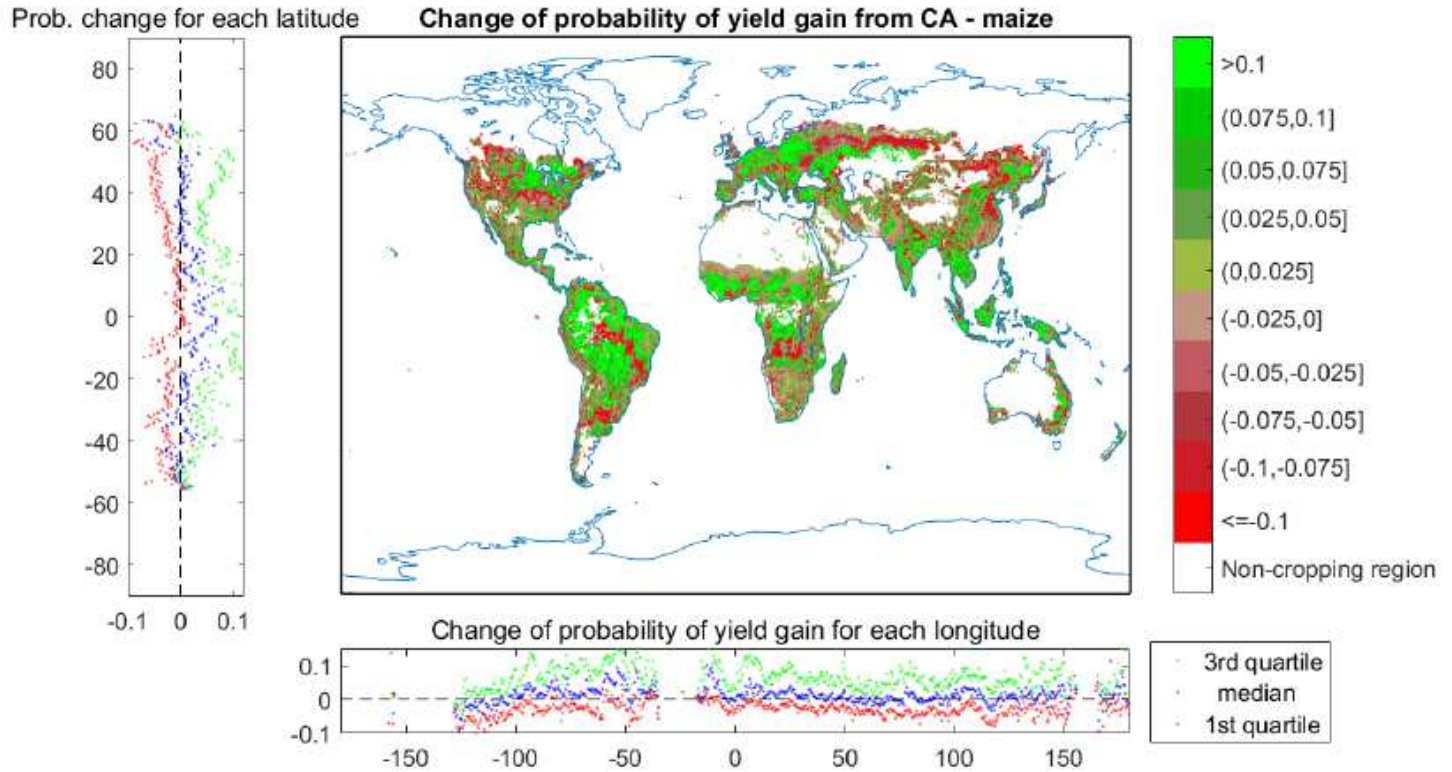 Prob. change for each latitude
Change of probability of yield gain from CA - maize
80
60
40
20
0
-20
-40
-60
-80
-0.1 0 0.1
>0.1
(0.075,0.1]
(0.05,0.075]
(0.025,0.05]
(0,0.025]
(-0.025,0]
(-0.05,-0.025]
(-0.075,-0.05]
(-0.1,-0.075]
<=-0.1
Non-cropping region
Change of probability of yield gain for each longitude
0.1
0
-0.1
-150 -100 -50 0 50 100 150
3rd quartile
median
1st quartile